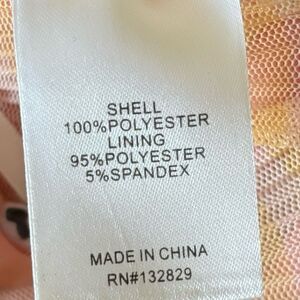 SHELL
100%POLYESTER
LINING
95%POLYESTER
5%SPANDEX
MADE IN CHINA
RN#132829